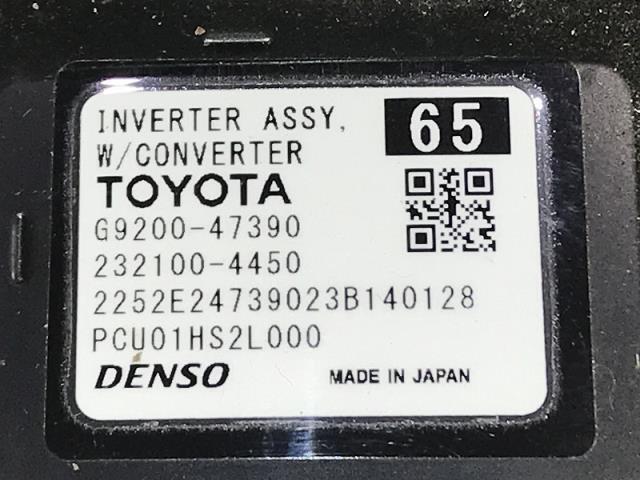 INVERTER ASSY, 65
W/CONVERTER
TOYOTA
G9200-47390
232100-4450
2252E24739023B140128
PCU01HS2L000
DENSO MADE IN JAPAN